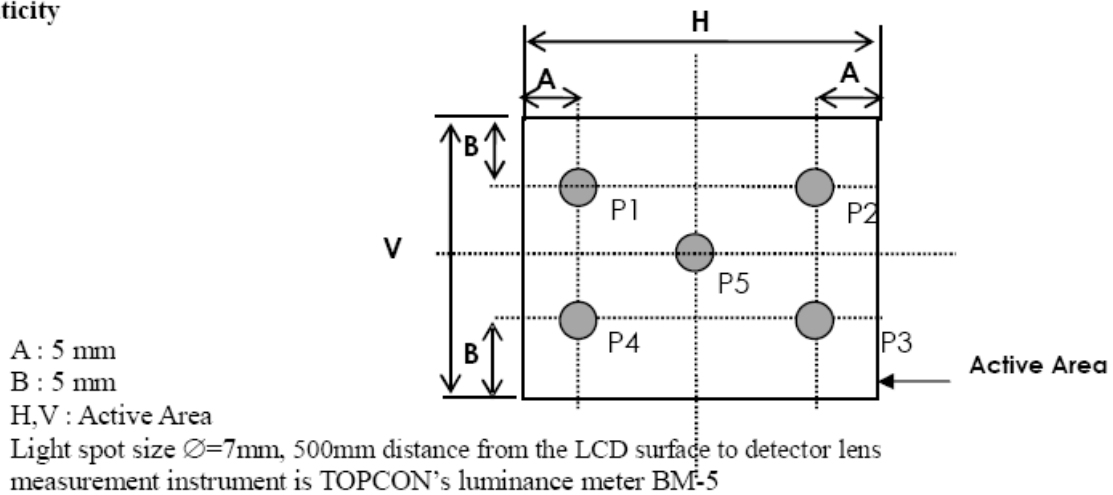 ticity
H
A A
B
P1 P2
V
P5
B P4 P3
A : 5 mm
Active Area
B : 5 mm
H,V : Active Area
Light spot size ∅=7mm, 500mm distance from the LCD surface to detector lens
measurement instrument is TOPCON’s luminance meter BM-5